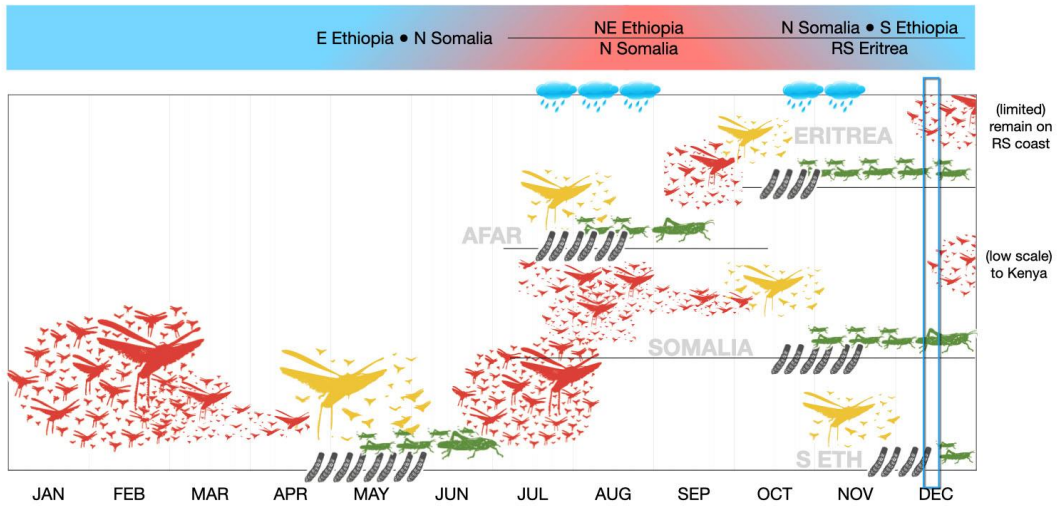 E Ethiopia ● N Somalia
NE Ethiopia
N Somalia
N Somalia ● S Ethiopia
RS Eritrea
(limited)
remain on
RS coast
ERITREA
AFAR
(low scale)
to Kenya
SOMALIA
S ETH
JAN FEB MAR APR MAY JUN JUL AUG SEP OCT NOV DEC